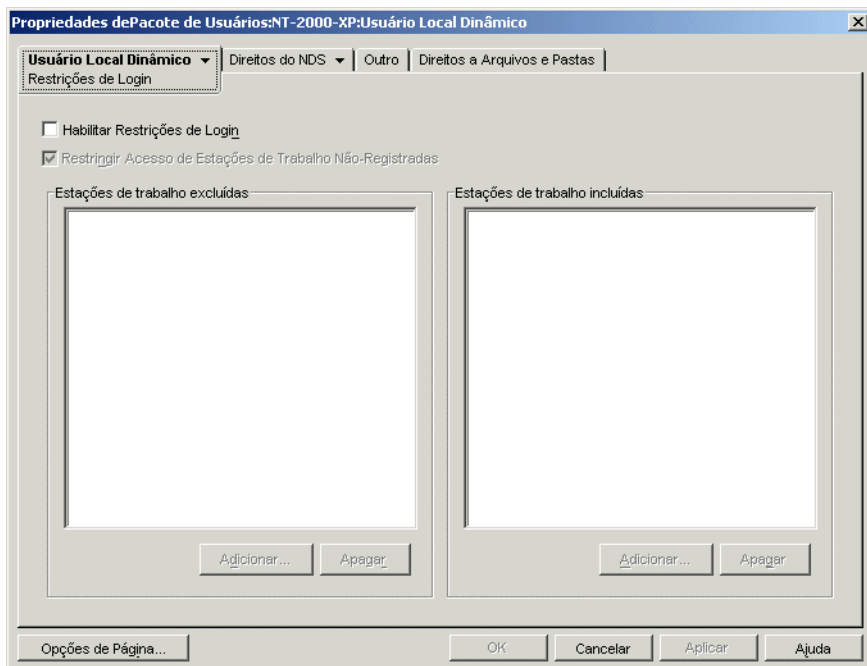 Propriedades dePacote de Usuários:NT-2000-XP:Usuário Local Dinâmico
Usuário Local Dinâmico Direitos do NDS Outro Direitos a Arquivos e Pastas
Restrições de Login
Habilitar Restrições de Login
Restringir Acesso de Estações de Trabalho Não-Registradas
Estações de trabalho excluídas Estações de trabalho incluídas
Adicionar... Apagar Adicionar... Apagar
Opções de Página... OK Cancelar Aplicar Ajuda